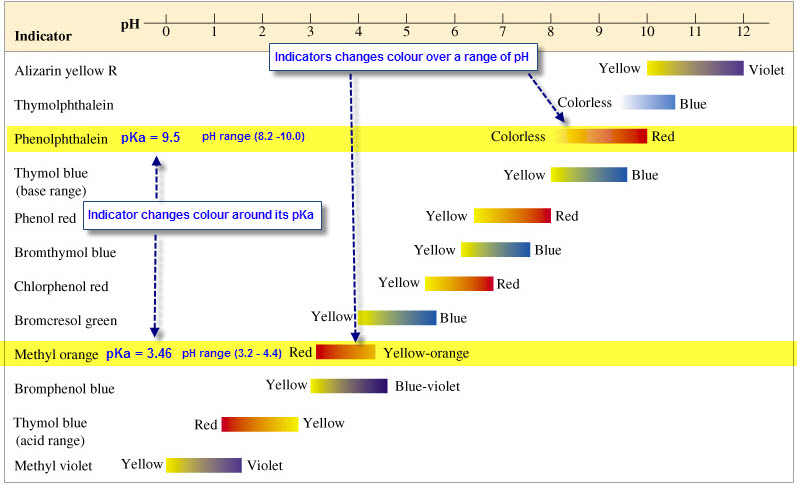 pH 0 1 2 3 4 5 6 7 8 9 10 11 12
Indicator
Indicators changes colour over a range of pH
Alizarin yellow R Yellow Violet
Thymolphthalein Colorless Blue
Phenolphthalein pKa = 9.5 pH range (8.2 -10.0) Colorless Red
Thymol blue Yellow Blue
(base range)
Indicator changes colour around its pKa
Phenol red Yellow Red
Bromthymol blue Yellow Blue
Chlorphenol red Yellow Red
Bromcresol green Yellow Blue
Methyl orange pKa = 3.46 pH range (3.2 - 4.4) Red Yellow-orange
Bromphenol blue Yellow Blue-violet
Thymol blue Red Yellow
(acid range)
Methyl violet Yellow Violet